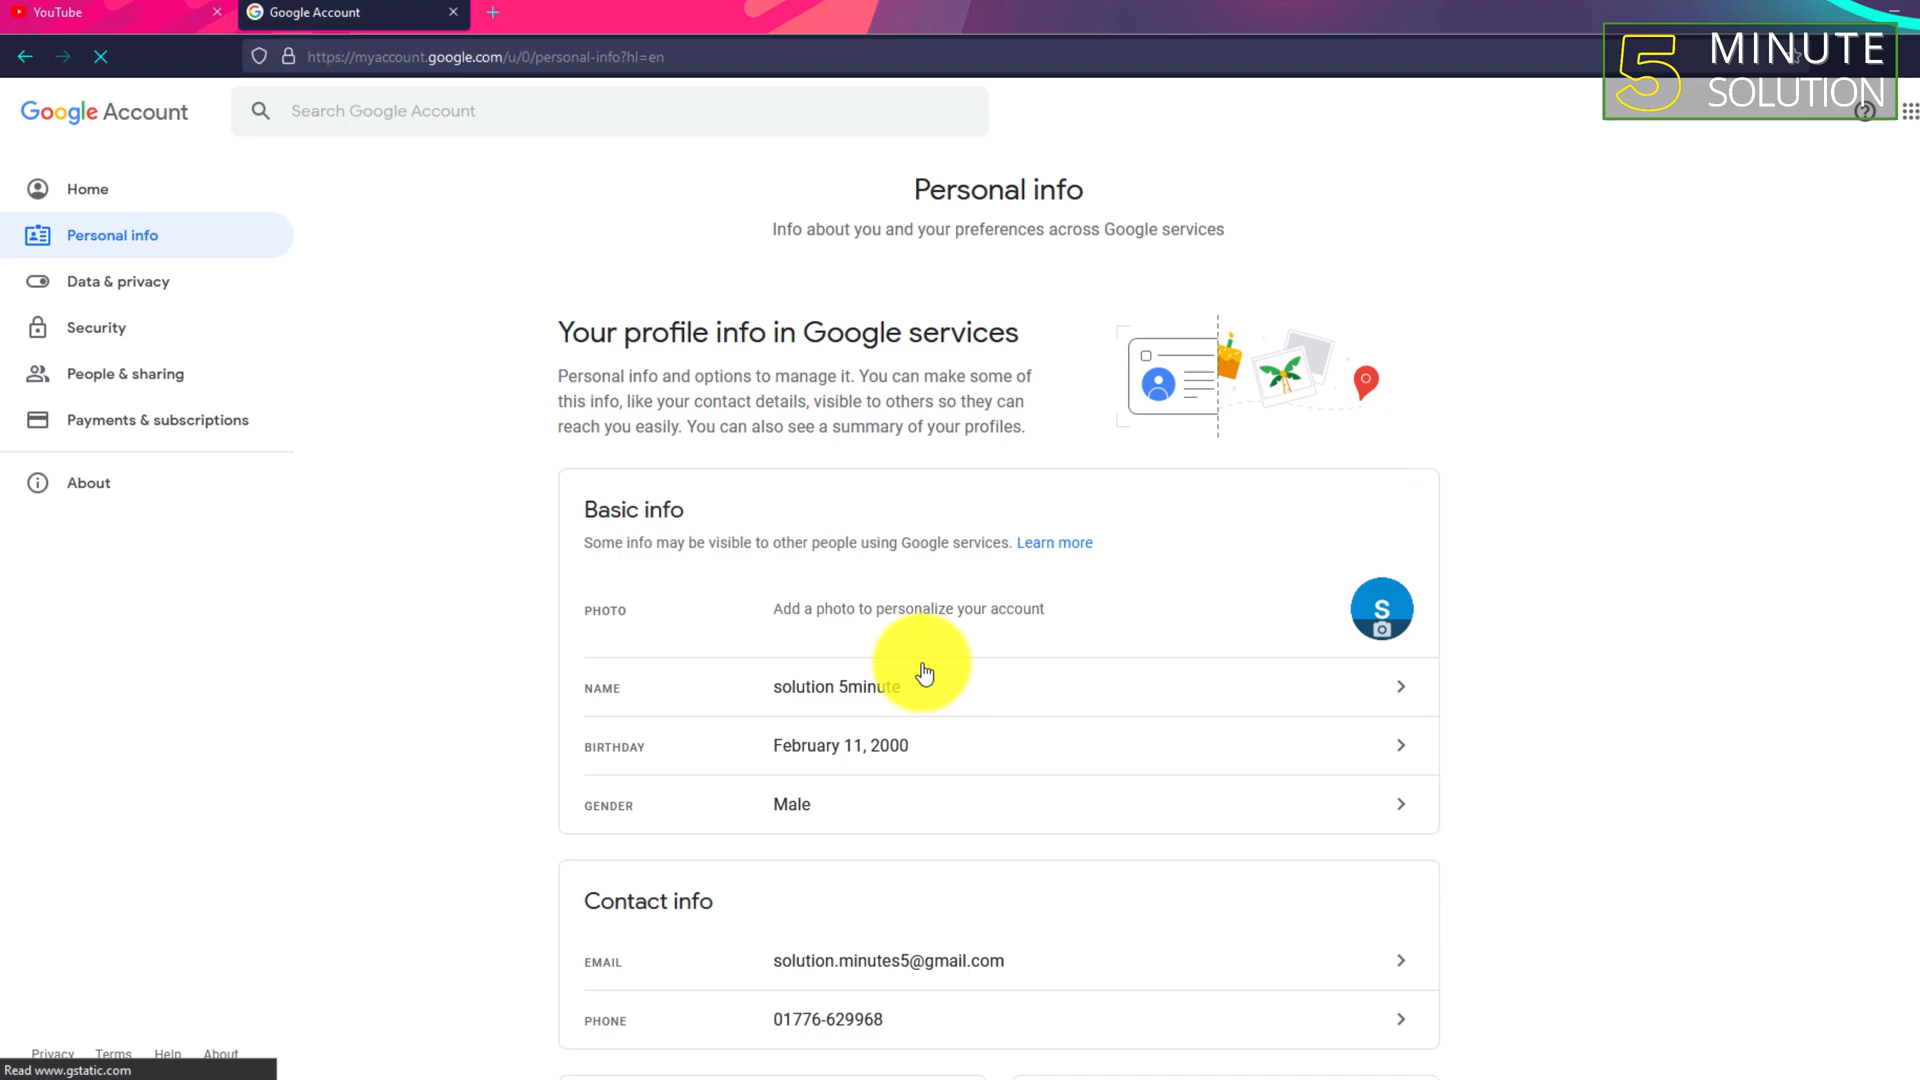 YouTube
Google Account
https://myaccount.google.com/u/0/personal-info?hl=en
5 MINUTE
SOLUTION
Google Account
Search Google Account
Home
Personal info
Data & privacy
Security
People & sharing
Payments & subscriptions
About
Personal info
Info about you and your preferences across Google services
Your profile info in Google services
Personal info and options to manage it. You can make some of
this info, like your contact details, visible to others so they can
reach you easily. You can also see a summary of your profiles.
Basic info
Some info may be visible to other people using Google services. Learn more
PHOTO Add a photo to personalize your account
S
NAME solution 5minute
BIRTHDAY February 11, 2000
GENDER Male
Contact info
EMAIL solution.minutes5@gmail.com
PHONE 01776-629968
Privacy Terms Help About
Read www.gstatic.com